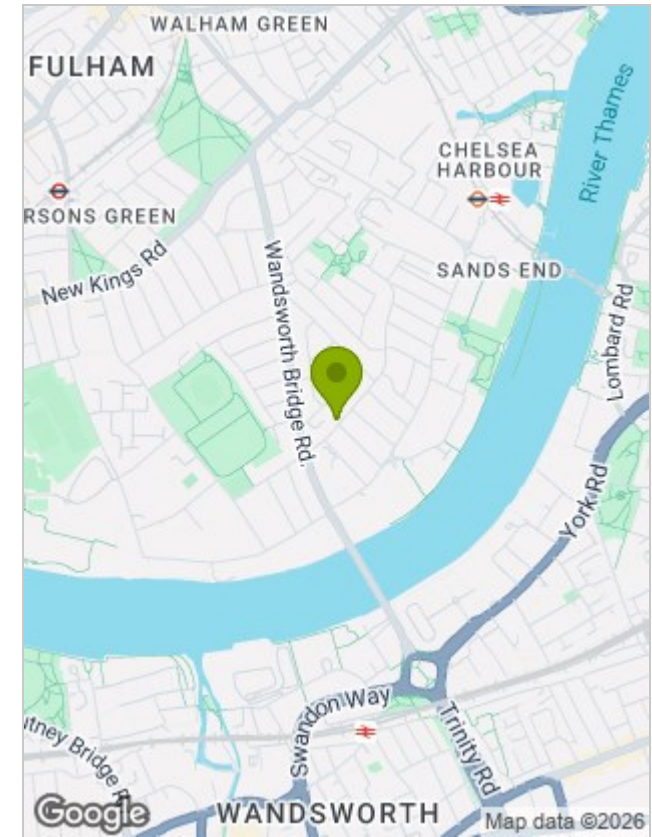 WALHAM GREEN
FULHAM
River Thames
CHELSEA
HARBOUR
RSONS GREEN
New Kings Rd
SANDS END
Wandsworth Bridge Rd.
Lombard Rd
York Rd
Swandon Way
Trinity Rd
tney Bridge R
WANDSWORTH
Google
Map data ©2026